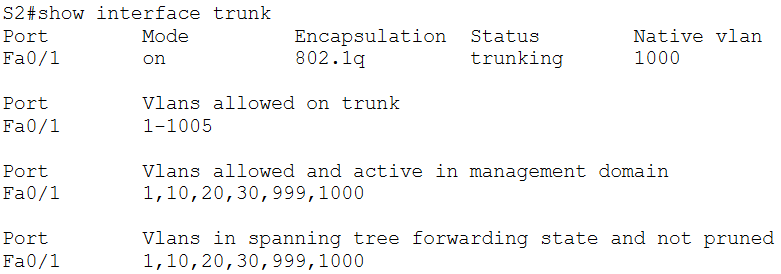 S2#show interface trunk
Port        Mode         Encapsulation  Status        Native vlan
Fa0/1       on           802.1q         trunking      1000
Port        Vlans allowed on trunk
Fa0/1       1-1005
Port        Vlans allowed and active in management domain
Fa0/1       1,10,20,30,999,1000
Port        Vlans in spanning tree forwarding state and not pruned
Fa0/1       1,10,20,30,999,1000